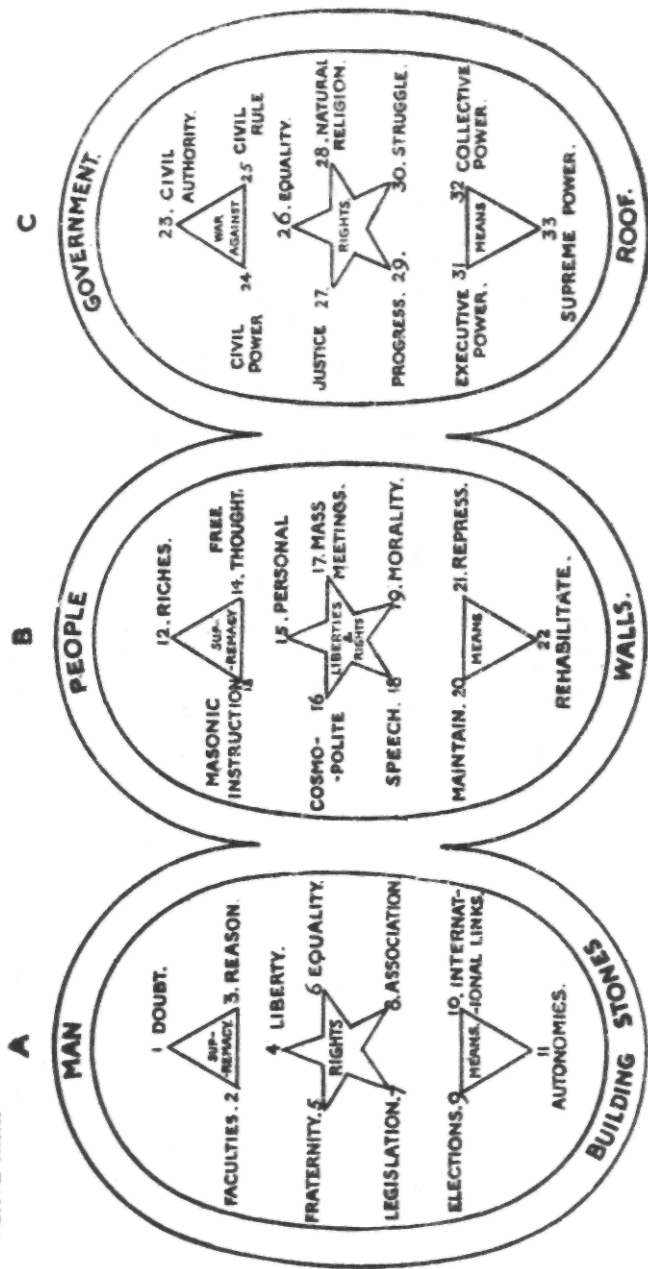 A
MAN
1 DOUBT.
SUP-
-REMACY.
FACULTIES. 2
3. REASON.
4 LIBERTY.
FRATERNITY. 5
6 EQUALITY.
RIGHTS
LEGISLATION. 7
8. ASSOCIATION
ELECTIONS. 9
10. INTERNAT-
-IONAL LINKS.
MEANS.
11
AUTONOMIES.
BUILDING STONES
B
PEOPLE
12. RICHES.
SUP-
-REMACY
MASONIC
INSTRUCTION 13
FREE
14. THOUGHT.
15. PERSONAL
COSMO-
-POLITE
16
17. MASS
MEETINGS.
LIBERTIES
&
RIGHTS
SPEECH. 18
19. MORALITY.
MAINTAIN. 20
21. REPRESS.
MEANS
22
REHABILITATE.
WALLS.
C
GOVERNMENT.
23. CIVIL
AUTHORITY.
WAR
AGAINST
CIVIL
POWER
24
25 CIVIL
RULE
26. EQUALITY.
JUSTICE 27
28. NATURAL
RELIGION.
RIGHTS.
PROGRESS. 29.
30. STRUGGLE.
EXECUTIVE 31
POWER.
32 COLLECTIVE
POWER.
MEANS
33
SUPREME POWER.
ROOF.